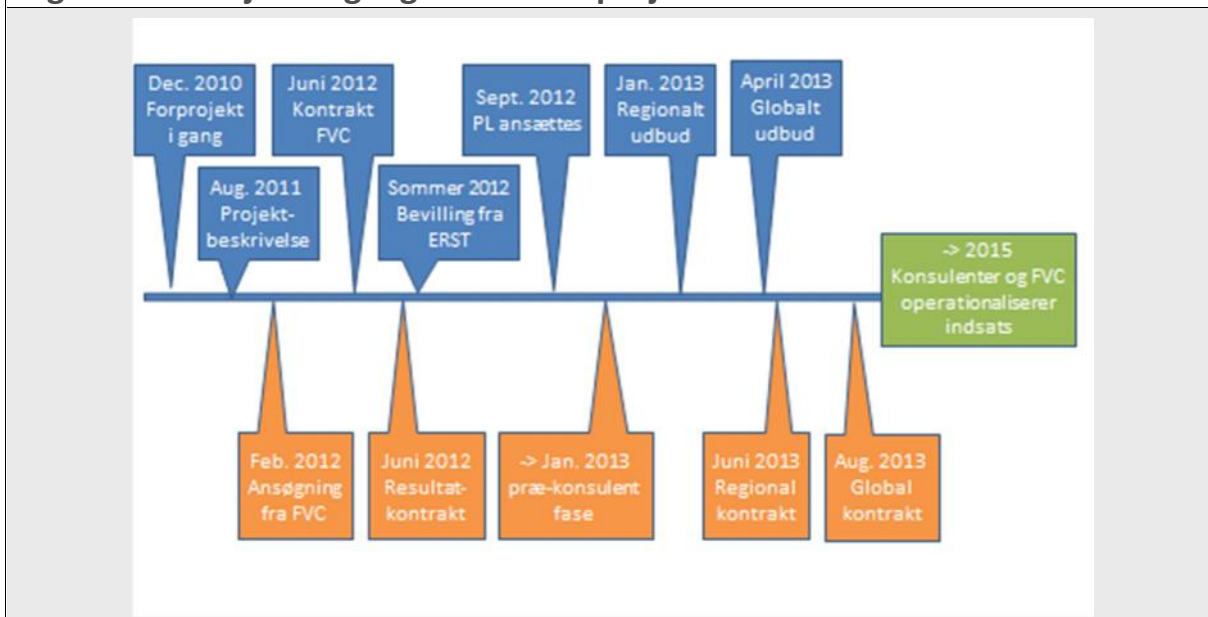 Dec. 2010
Forprojekt
i gang
Juni 2012
Kontrakt
FVC
Sept. 2012
PL ansættes
Jan. 2013
Regionalt
udbud
April 2013
Globalt
udbud
Aug. 2011
Projekt-
beskrivelse
Sommer 2012
Bevilling fra
ERST
-> 2015
Konsulenter og FVC
operationaliserer
indsats
Feb. 2012
Ansøgning
fra FVC
Juni 2012
Resultat-
kontrakt
-> Jan. 2013
præ-konsulent
fase
Juni 2013
Regional
kontrakt
Aug. 2013
Global
kontrakt